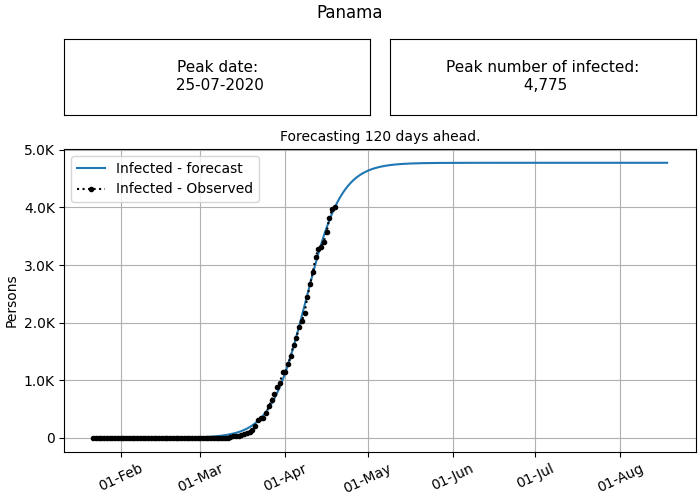 Panama
Peak date:
25-07-2020
Peak number of infected:
4,775
Forecasting 120 days ahead.
5.0K
4.0K
3.0K
2.0K
1.0K
0
Persons
Infected - forecast
Infected - Observed
01-Feb
01-Mar
01-Apr
01-May
01-Jun
01-Jul
01-Aug